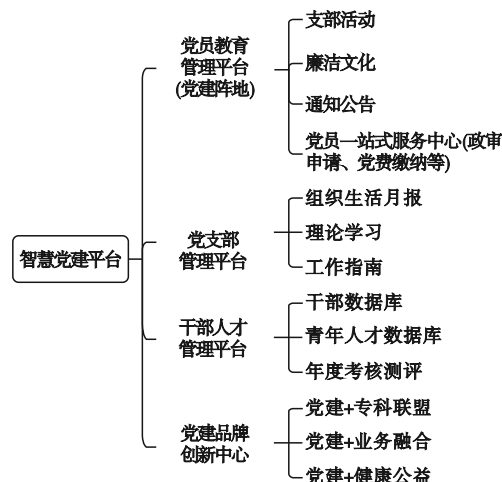 智慧党建平台
党员教育
管理平台
(党建阵地)
支部活动
廉洁文化
通知公告
党员一站式服务中心(政审
申请、党费缴纳等)
党支部
管理平台
组织生活月报
理论学习
工作指南
干部人才
管理平台
干部数据库
青年人才数据库
年度考核测评
党建品牌
创新中心
党建+专科联盟
党建+业务融合
党建+健康公益